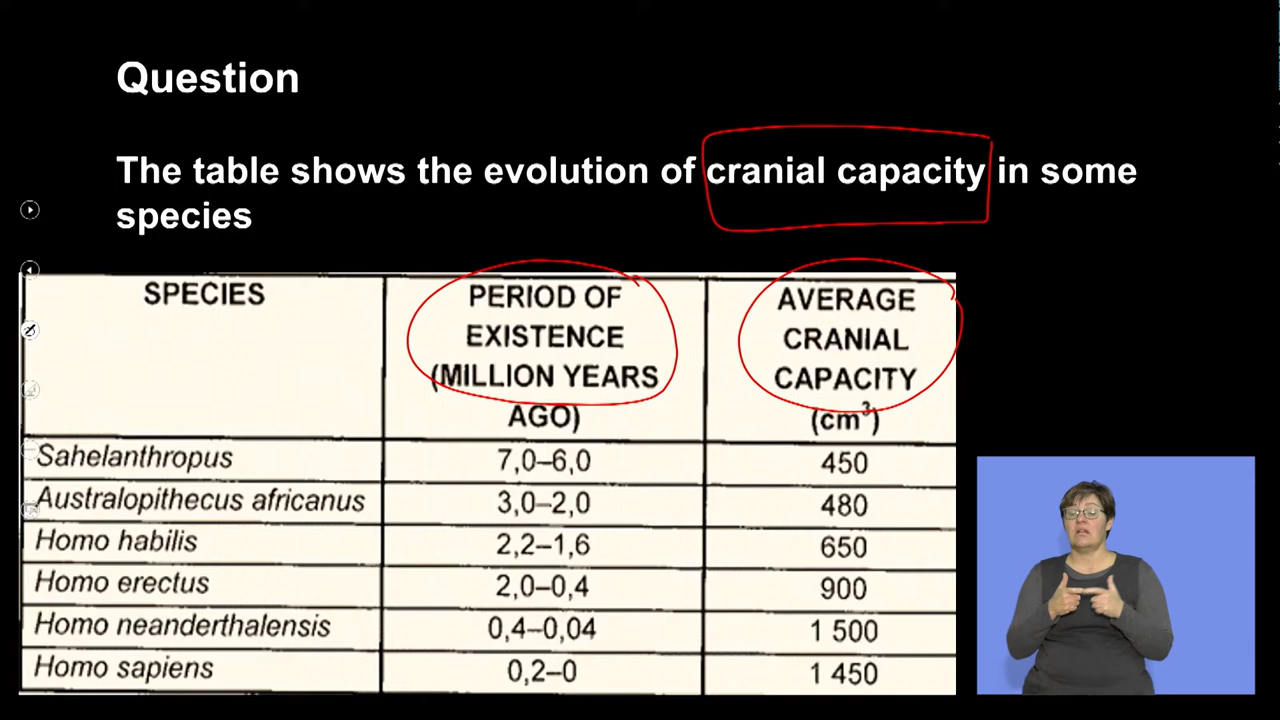 Question
The table shows the evolution of cranial capacity in some
species
SPECIES
PERIOD OF
EXISTENCE
(MILLION YEARS
AGO)
AVERAGE
CRANIAL
CAPACITY
(cm³)
Sahelanthropus 7,0–6,0 450
Australopithecus africanus 3,0–2,0 480
Homo habilis 2,2–1,6 650
Homo erectus 2,0–0,4 900
Homo neanderthalensis 0,4–0,04 1 500
Homo sapiens 0,2–0 1 450